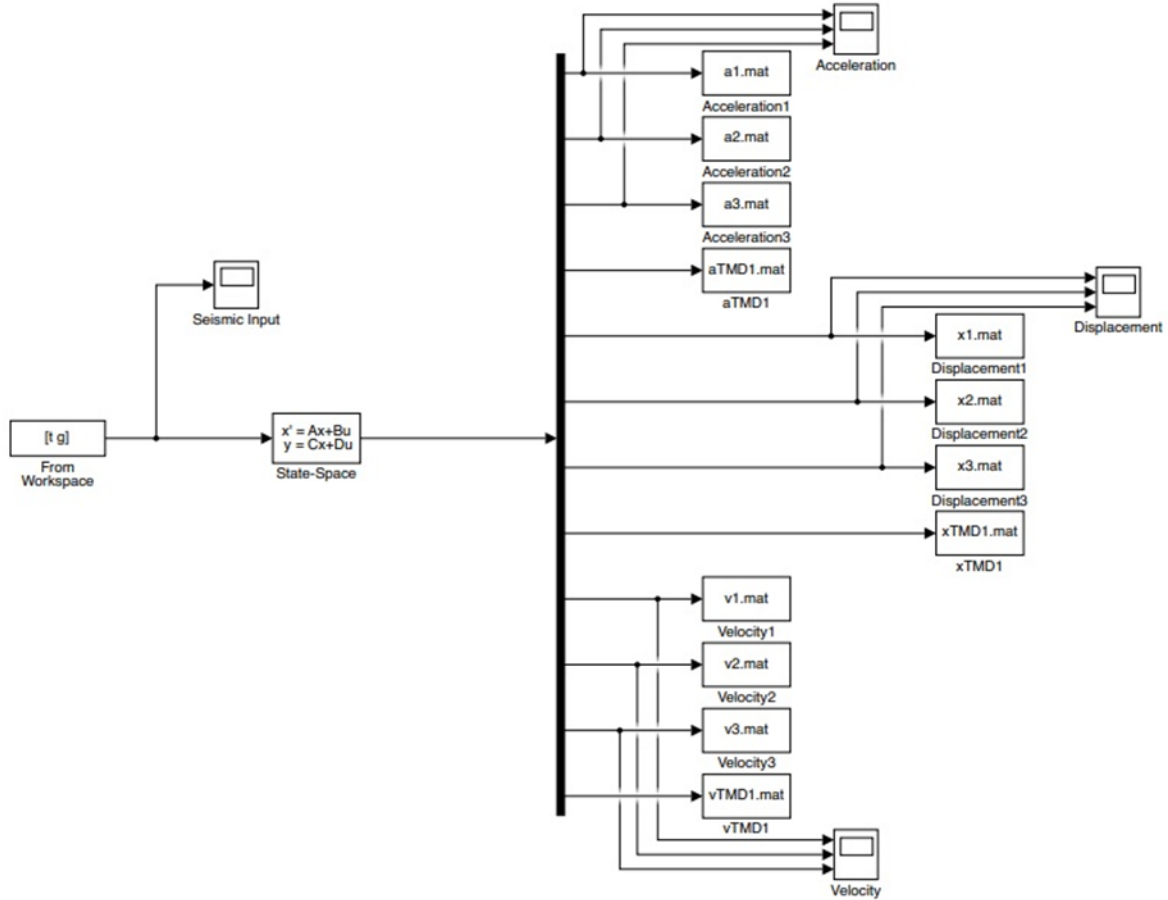 Acceleration
a1.mat
Acceleration1
a2.mat
Acceleration2
a3.mat
Acceleration3
aTMD1.mat
aTMD1
Seismic Input
Displacement
x1.mat
Displacement1
x2.mat
Displacement2
[t g]
From
Workspace
x' = Ax+Bu
y = Cx+Du
State-Space
x3.mat
Displacement3
xTMD1.mat
xTMD1
v1.mat
Velocity1
v2.mat
Velocity2
v3.mat
Velocity3
vTMD1.mat
vTMD1
Velocity